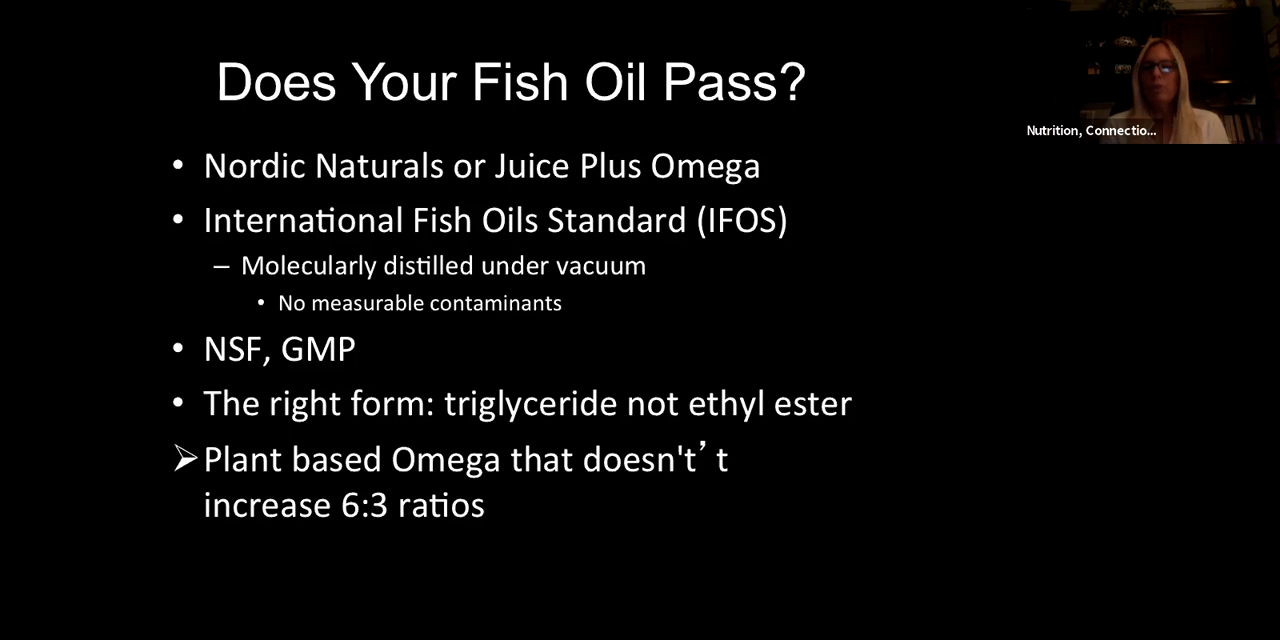 Does Your Fish Oil Pass?
• Nordic Naturals or Juice Plus Omega
• International Fish Oils Standard (IFOS)
– Molecularly distilled under vacuum
• No measurable contaminants
• NSF, GMP
• The right form: triglyceride not ethyl ester
➢ Plant based Omega that doesn't’ t
increase 6:3 ratios
Nutrition, Connectio...